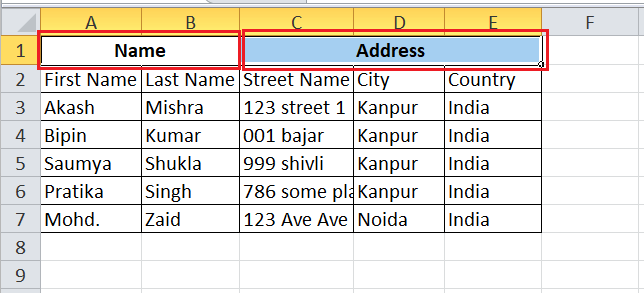 A B C D E F
1 Name Address
2 First Name Last Name Street Name City Country
3 Akash Mishra 123 street 1 Kanpur India
4 Bipin Kumar 001 bajar Kanpur India
5 Saumya Shukla 999 shivli Kanpur India
6 Pratika Singh 786 some pla Kanpur India
7 Mohd. Zaid 123 Ave Ave Noida India
8
9